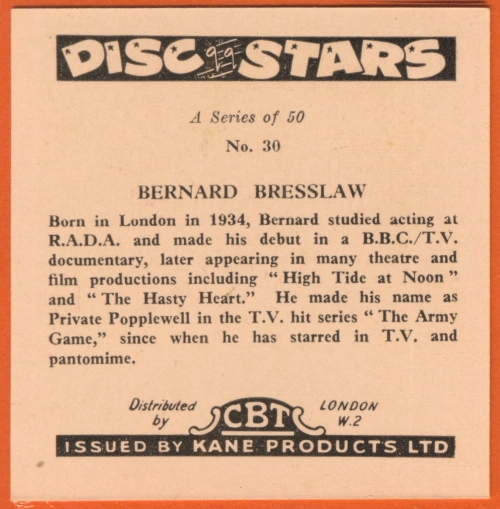 DISC STARS
A Series of 50
No. 30
BERNARD BRESSLAW
Born in London in 1934, Bernard studied acting at
R.A.D.A. and made his debut in a B.B.C./T.V.
documentary, later appearing in many theatre and
film productions including “High Tide at Noon”
and “The Hasty Heart.” He made his name as
Private Popplewell in the T.V. hit series “The Army
Game,” since when he has starred in T.V. and
pantomime.
Distributed by CBT LONDON W.2
ISSUED BY KANE PRODUCTS LTD